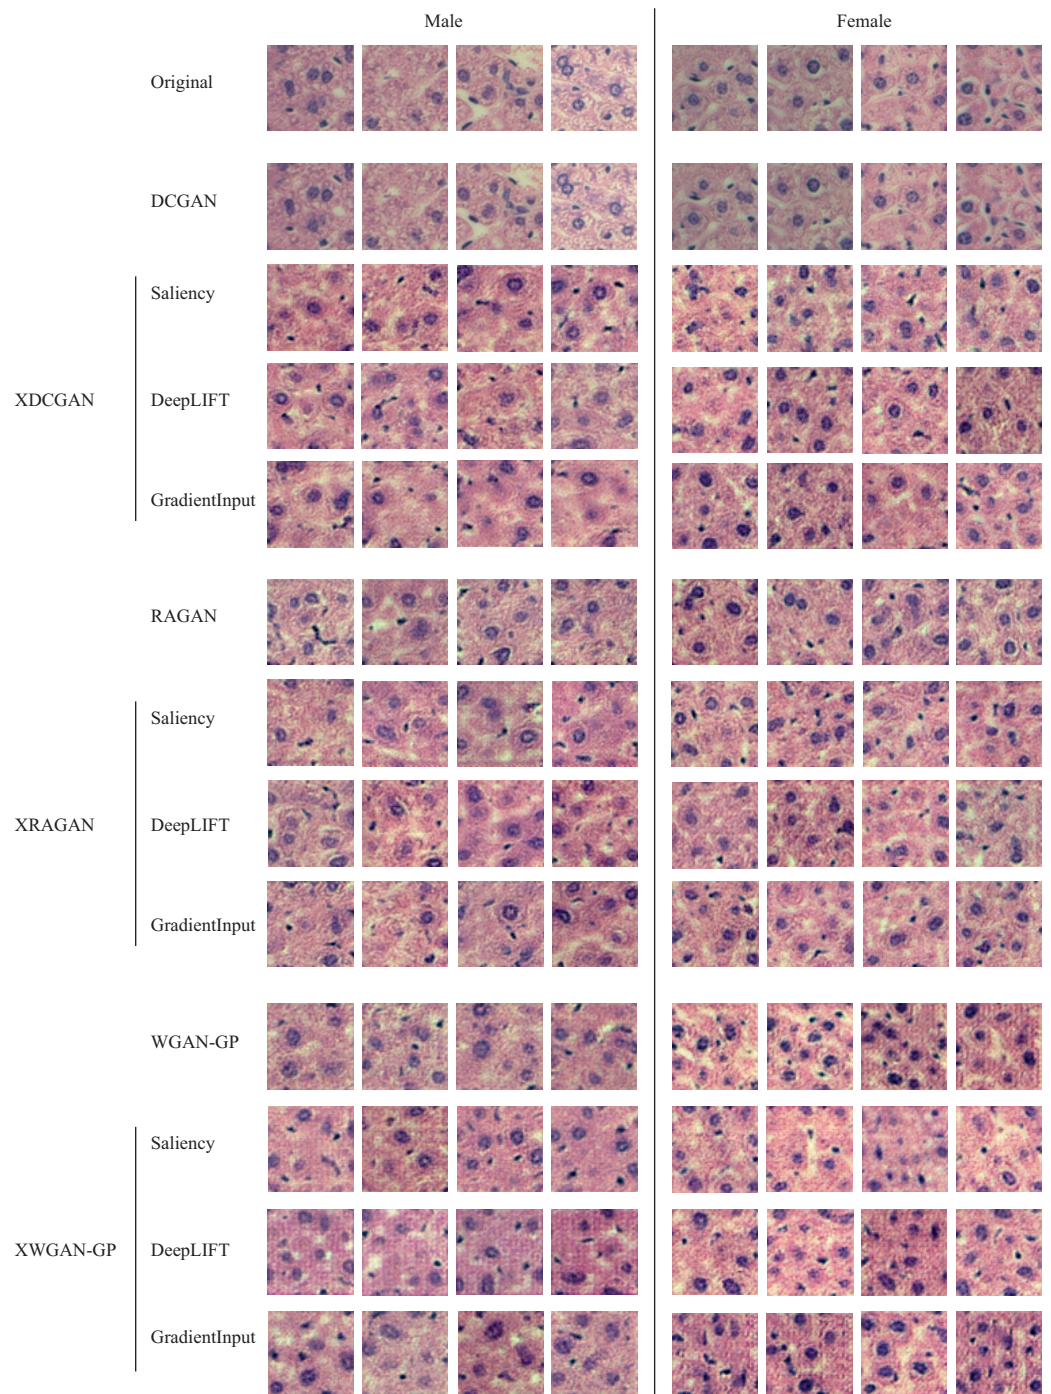 Male
Female
Original
DCGAN
Saliency
XDCGAN
DeepLIFT
GradientInput
RAGAN
Saliency
XRAGAN
DeepLIFT
GradientInput
WGAN-GP
Saliency
XWGAN-GP
DeepLIFT
GradientInput